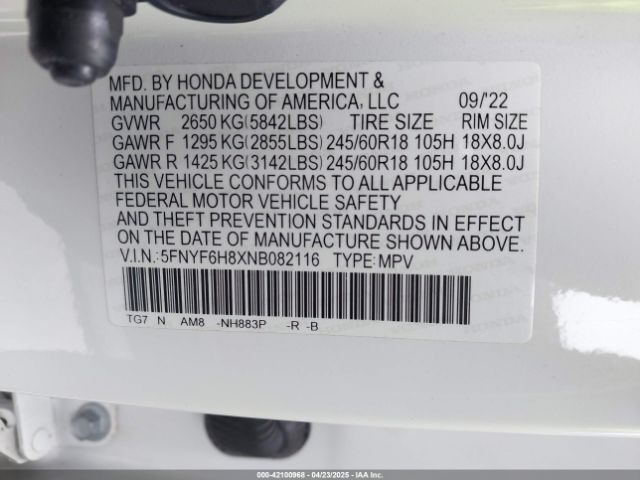 MFD. BY HONDA DEVELOPMENT &
MANUFACTURING OF AMERICA, LLC 09/'22
GVWR 2650 KG(5842LBS) TIRE SIZE RIM SIZE
GAWR F 1295 KG(2855LBS) 245/60R18 105H 18X8.0J
GAWR R 1425 KG(3142LBS) 245/60R18 105H 18X8.0J
THIS VEHICLE CONFORMS TO ALL APPLICABLE
FEDERAL MOTOR VEHICLE SAFETY
AND THEFT PREVENTION STANDARDS IN EFFECT
ON THE DATE OF MANUFACTURE SHOWN ABOVE.
V.I.N.: 5FNYF6H8XNB082116 TYPE: MPV
TG7 N AM8 -NH883P -R -B
000-42100968 - 04/23/2025 - IAAI.COM